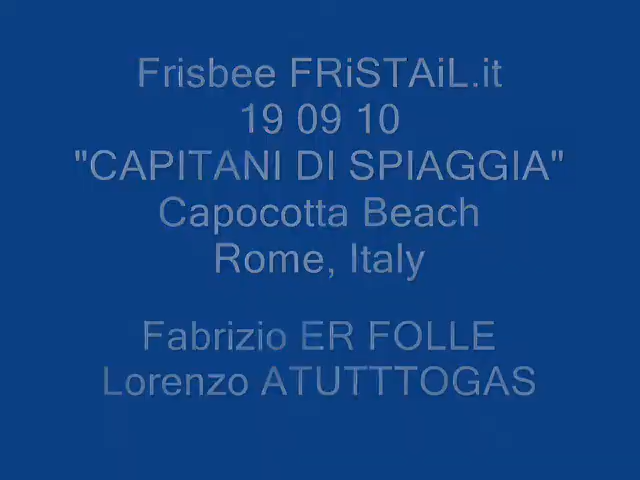 Frisbee FRiSTAiL.it
19 09 10
"CAPITANI DI SPIAGGIA"
Capocotta Beach
Rome, Italy
Fabrizio ER FOLLE
Lorenzo ATUTTTOGAS